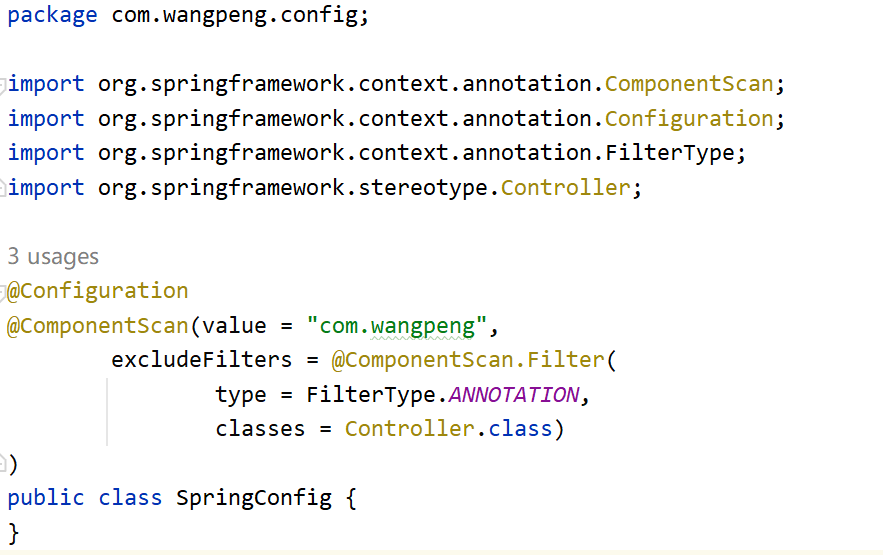 package com.wangpeng.config;
import org.springframework.context.annotation.ComponentScan;
import org.springframework.context.annotation.Configuration;
import org.springframework.context.annotation.FilterType;
import org.springframework.stereotype.Controller;
3 usages
@Configuration
@ComponentScan(value = "com.wangpeng",
        excludeFilters = @ComponentScan.Filter(
                type = FilterType.ANNOTATION,
                classes = Controller.class)
)
public class SpringConfig {
}